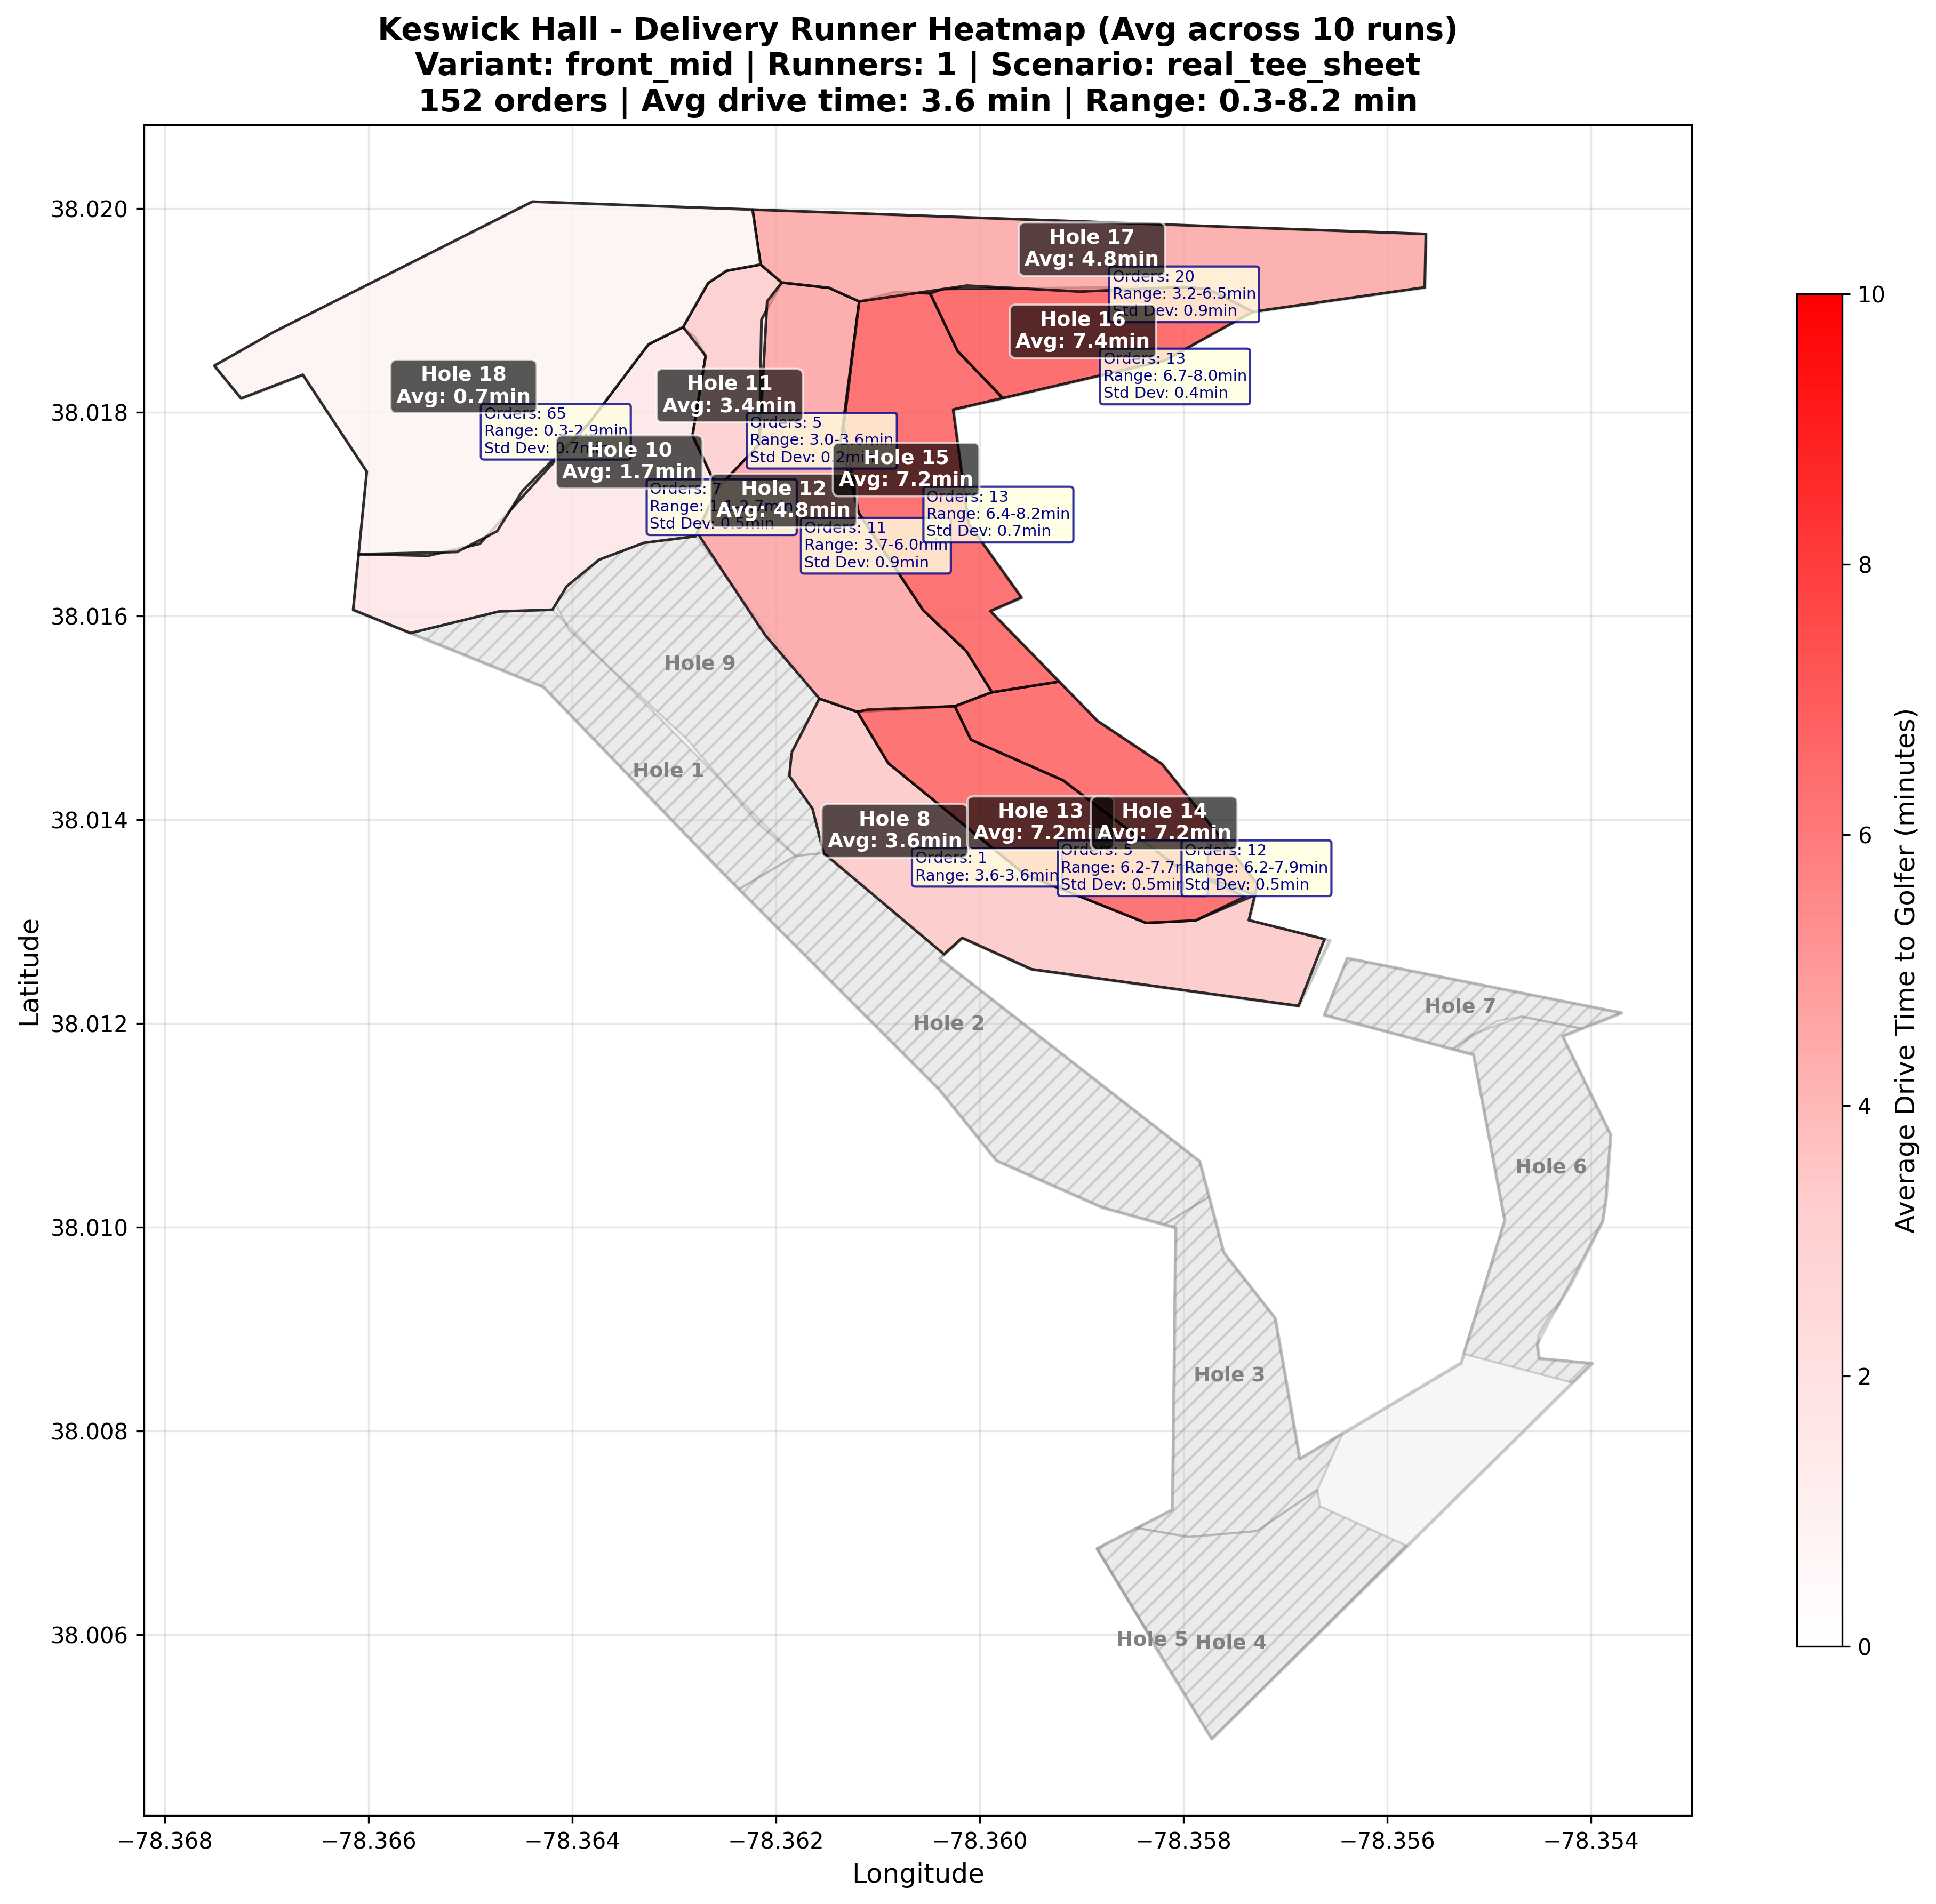 Keswick Hall - Delivery Runner Heatmap (Avg across 10 runs)
Variant: front_mid | Runners: 1 | Scenario: real_tee_sheet
152 orders | Avg drive time: 3.6 min | Range: 0.3-8.2 min
Hole 17
Avg: 4.8min
Orders: 20
Range: 3.2-6.5min
Std Dev: 0.9min
Hole 16
Avg: 7.4min
Orders: 13
Range: 6.7-8.0min
Std Dev: 0.4min
Hole 18
Avg: 0.7min
Orders: 65
Range: 0.3-2.9min
Std Dev: 0.7min
Hole 11
Avg: 3.4min
Orders: 5
Range: 3.0-3.6min
Std Dev: 0.2min
Hole 10
Avg: 1.7min
Orders: 7
Range:
Std Dev: 0.5min
Hole 15
Avg: 7.2min
Orders: 13
Range: 6.4-8.2min
Std Dev: 0.7min
Hole 12
Avg: 4.8min
Orders: 11
Range: 3.7-6.0min
Std Dev: 0.9min
Hole 9
Hole 1
Hole 8
Avg: 3.6min
Orders: 1
Range: 3.6-3.6min
Hole 13
Avg: 7.2min
Orders: 5
Range: 6.2-7.7min
Std Dev: 0.5min
Hole 14
Avg: 7.2min
Orders: 12
Range: 6.2-7.9min
Std Dev: 0.5min
Hole 2
Hole 7
Hole 6
Hole 3
Hole 5
Hole 4
38.020
38.018
38.016
38.014
38.012
38.010
38.008
38.006
Latitude
−78.368
−78.366
−78.364
−78.362
−78.360
−78.358
−78.356
−78.354
Longitude
10
8
6
4
2
0
Average Drive Time to Golfer (minutes)